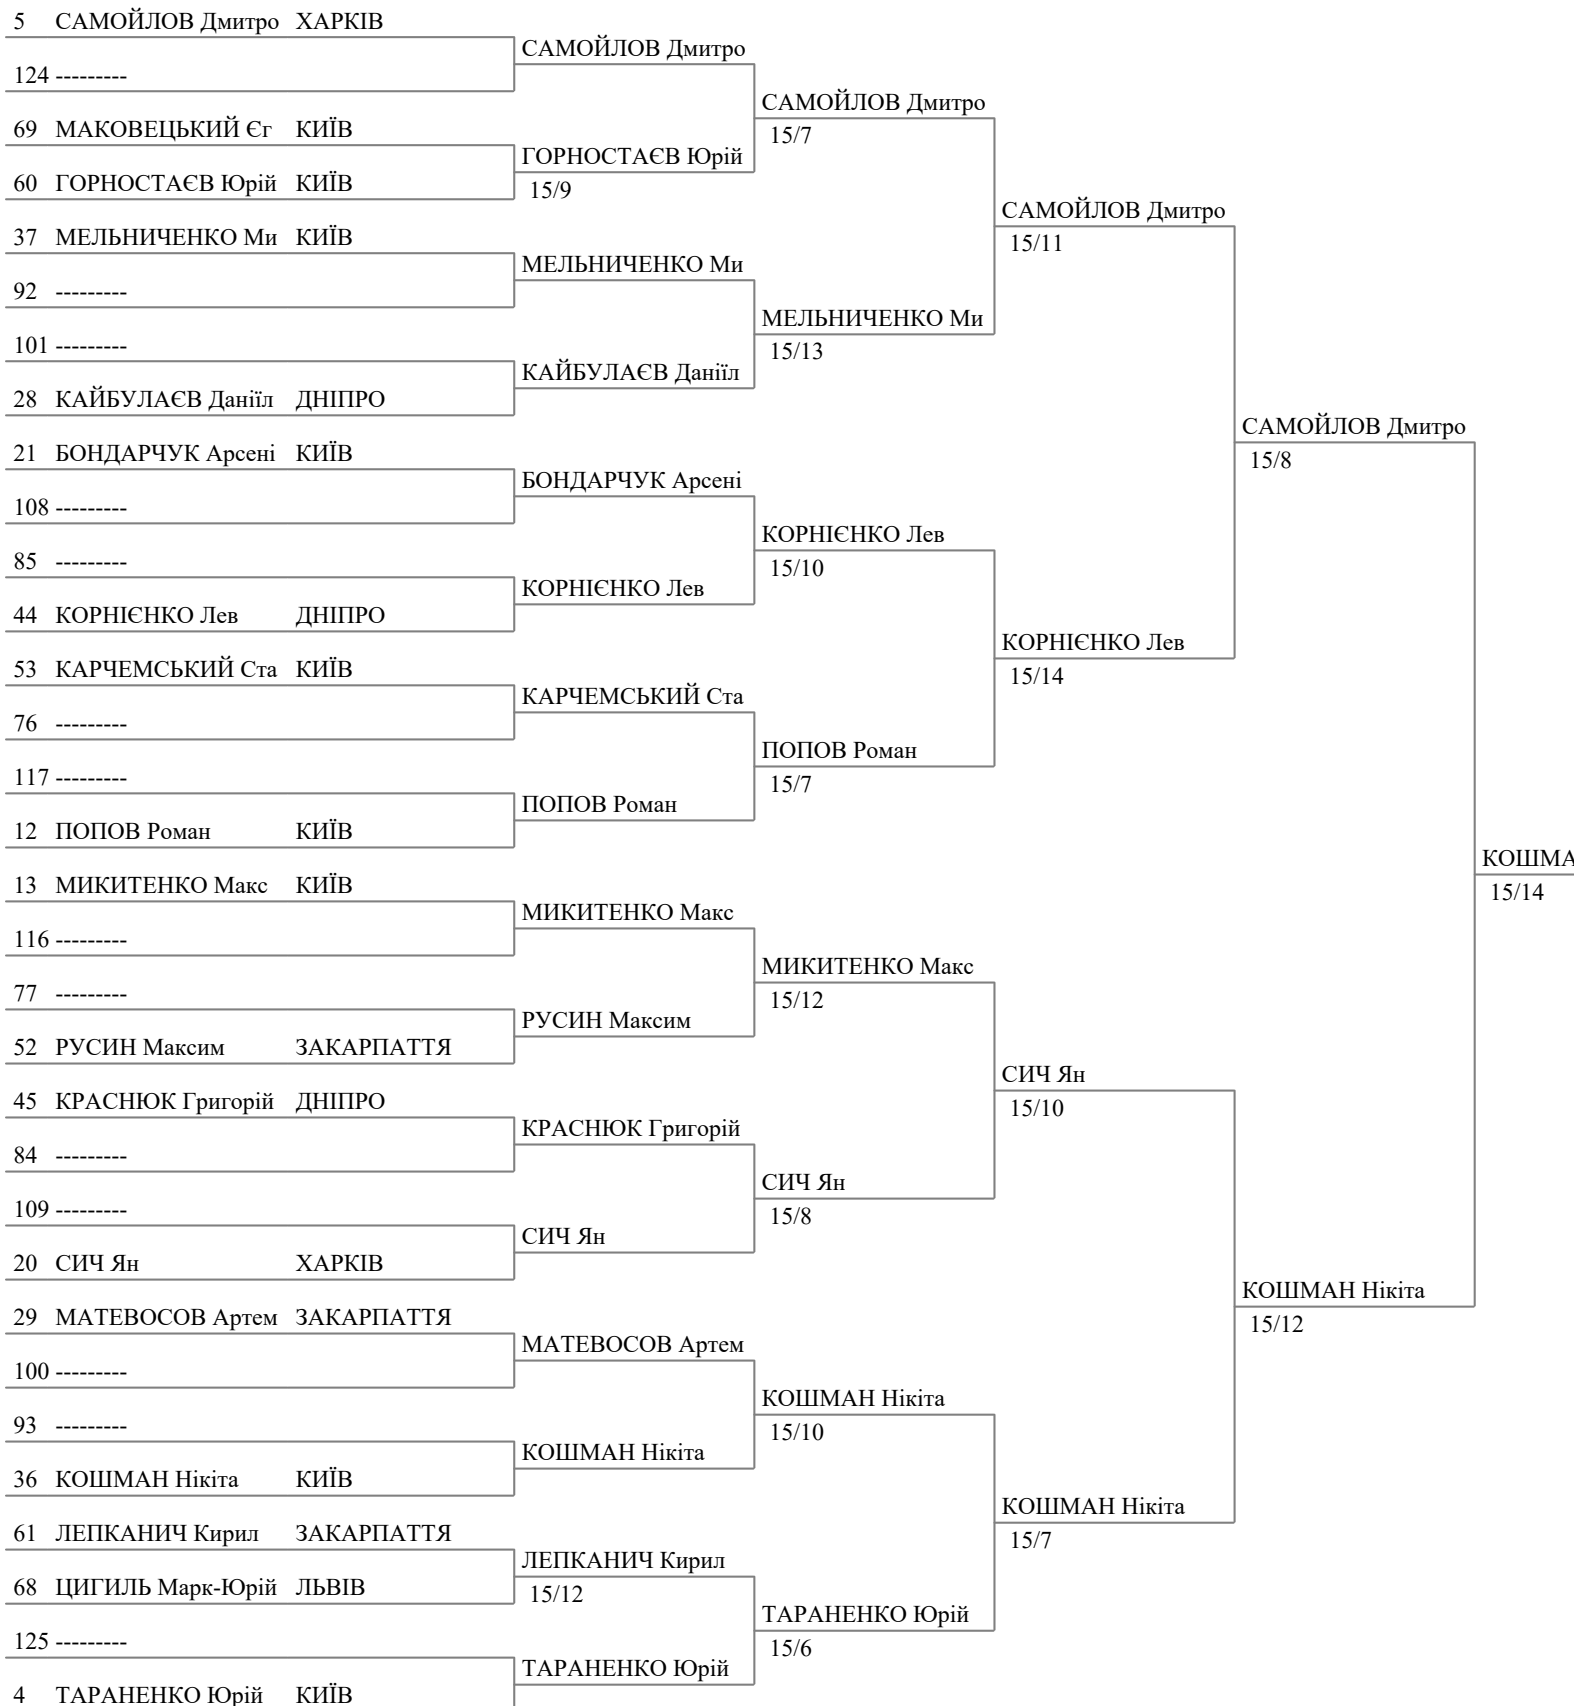 5 САМОЙЛОВ Дмитро ХАРКІВ
САМОЙЛОВ Дмитро
124 ---------
САМОЙЛОВ Дмитро
69 МАКОВЕЦЬКИЙ Єг КИЇВ
15/7
ГОРНОСТАЄВ Юрій
60 ГОРНОСТАЄВ Юрій КИЇВ
15/9
САМОЙЛОВ Дмитро
37 МЕЛЬНИЧЕНКО Ми КИЇВ
15/11
МЕЛЬНИЧЕНКО Ми
92 ---------
МЕЛЬНИЧЕНКО Ми
101 ---------
15/13
КАЙБУЛАЄВ Даніїл
28 КАЙБУЛАЄВ Даніїл ДНІПРО
САМОЙЛОВ Дмитро
21 БОНДАРЧУК Арсені КИЇВ
15/8
БОНДАРЧУК Арсені
108 ---------
КОРНІЄНКО Лев
85 ---------
15/10
КОРНІЄНКО Лев
44 КОРНІЄНКО Лев ДНІПРО
КОРНІЄНКО Лев
53 КАРЧЕМСЬКИЙ Ста КИЇВ
15/14
КАРЧЕМСЬКИЙ Ста
76 ---------
ПОПОВ Роман
117 ---------
15/7
ПОПОВ Роман
12 ПОПОВ Роман КИЇВ
КОШМА
13 МИКИТЕНКО Макс КИЇВ
15/14
МИКИТЕНКО Макс
116 ---------
МИКИТЕНКО Макс
77 ---------
15/12
РУСИН Максим
52 РУСИН Максим ЗАКАРПАТТЯ
СИЧ Ян
45 КРАСНЮК Григорій ДНІПРО
15/10
КРАСНЮК Григорій
84 ---------
СИЧ Ян
109 ---------
15/8
СИЧ Ян
20 СИЧ Ян ХАРКІВ
КОШМАН Нікіта
29 МАТЕВОСОВ Артем ЗАКАРПАТТЯ
15/12
МАТЕВОСОВ Артем
100 ---------
КОШМАН Нікіта
93 ---------
15/10
КОШМАН Нікіта
36 КОШМАН Нікіта КИЇВ
КОШМАН Нікіта
61 ЛЕПКАНИЧ Кирил ЗАКАРПАТТЯ
15/7
ЛЕПКАНИЧ Кирил
68 ЦИГИЛЬ Марк-Юрій ЛЬВІВ
15/12
ТАРАНЕНКО Юрій
125 ---------
15/6
ТАРАНЕНКО Юрій
4 ТАРАНЕНКО Юрій КИЇВ